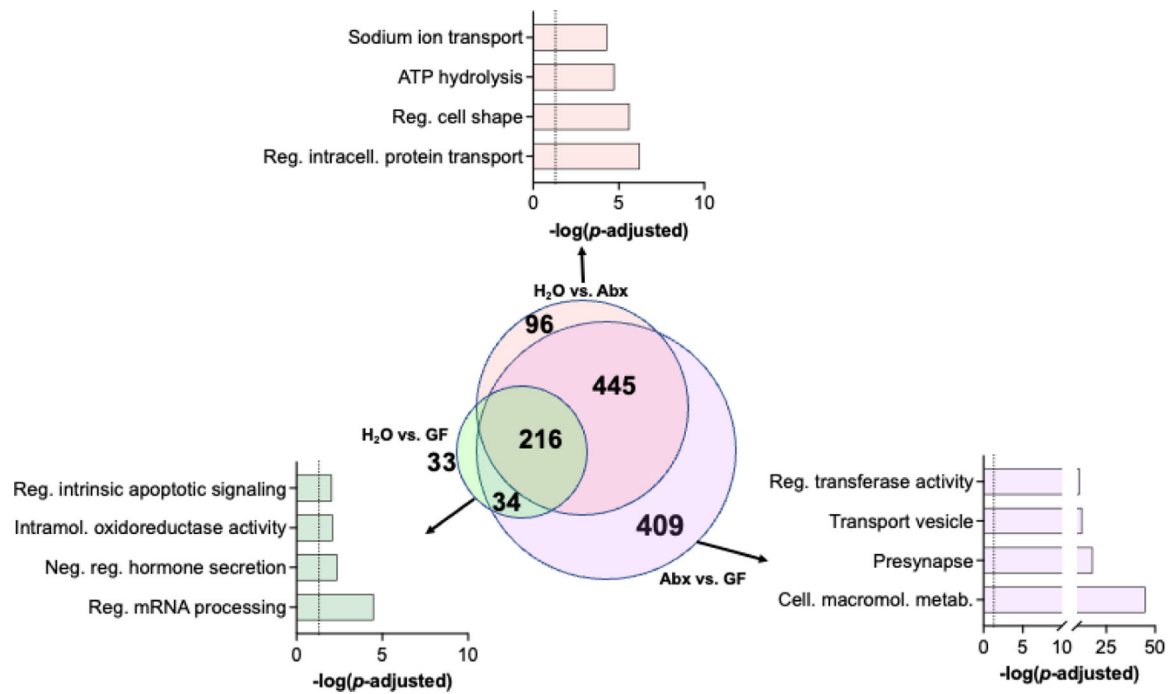 Sodium ion transport
ATP hydrolysis
Reg. cell shape
Reg. intracell. protein transport
0 5 10
-log(p-adjusted)
H₂O vs. Abx
96
445
216
H₂O vs. GF
33
34
409
Abx vs. GF
Reg. intrinsic apoptotic signaling
Intramol. oxidoreductase activity
Neg. reg. hormone secretion
Reg. mRNA processing
0 5 10
-log(p-adjusted)
Reg. transferase activity
Transport vesicle
Presynapse
Cell. macromol. metab.
0 5 10 25 50
-log(p-adjusted)